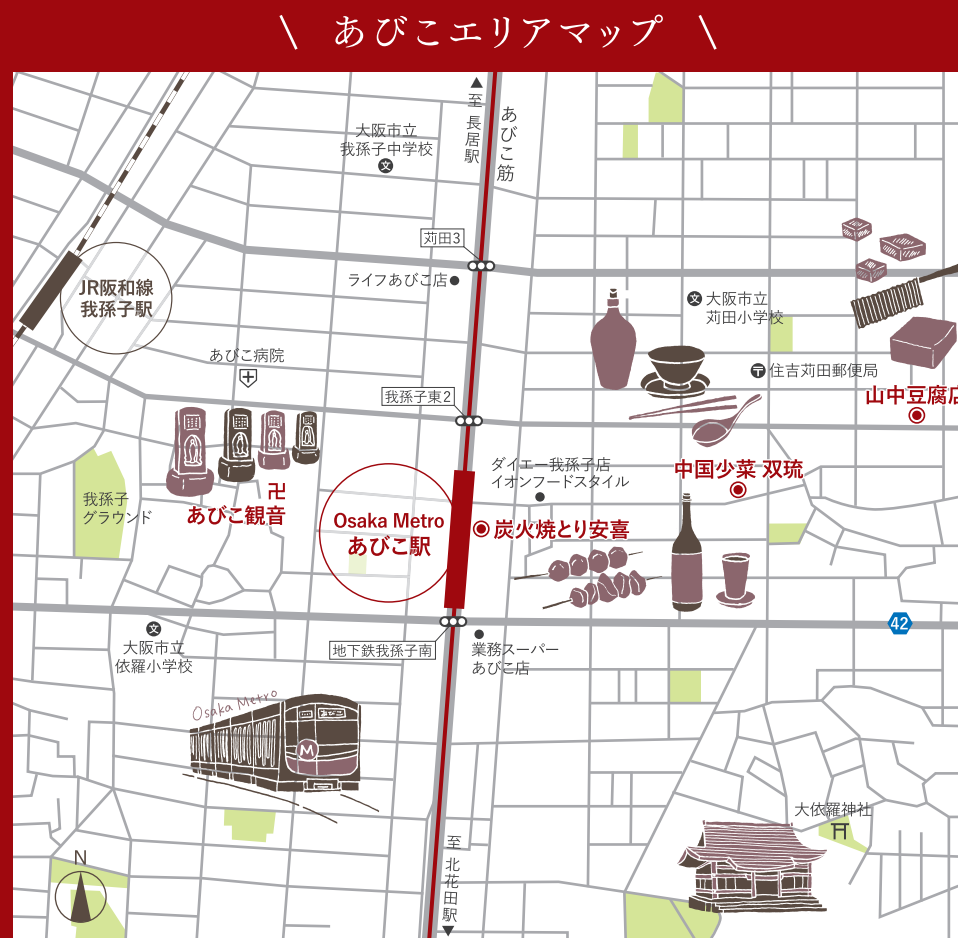 あびこエリアマップ
至 長居駅
あびこ筋
大阪市立
我孫子中学校
文
苅田3
ライフあびこ店
JR阪和線
我孫子駅
文
大阪市立
苅田小学校
あびこ病院
〒
住吉苅田郵便局
我孫子東2
山中豆腐店
ダイエー我孫子店
イオンフードスタイル
中国少菜 双琉
我孫子
グラウンド
卍
あびこ観音
Osaka Metro
あびこ駅
炭火焼とり安喜
42
文
大阪市立
依羅小学校
地下鉄我孫子南
業務スーパー
あびこ店
Osaka Metro
あびこ
M
大依羅神社
至 北花田駅
N